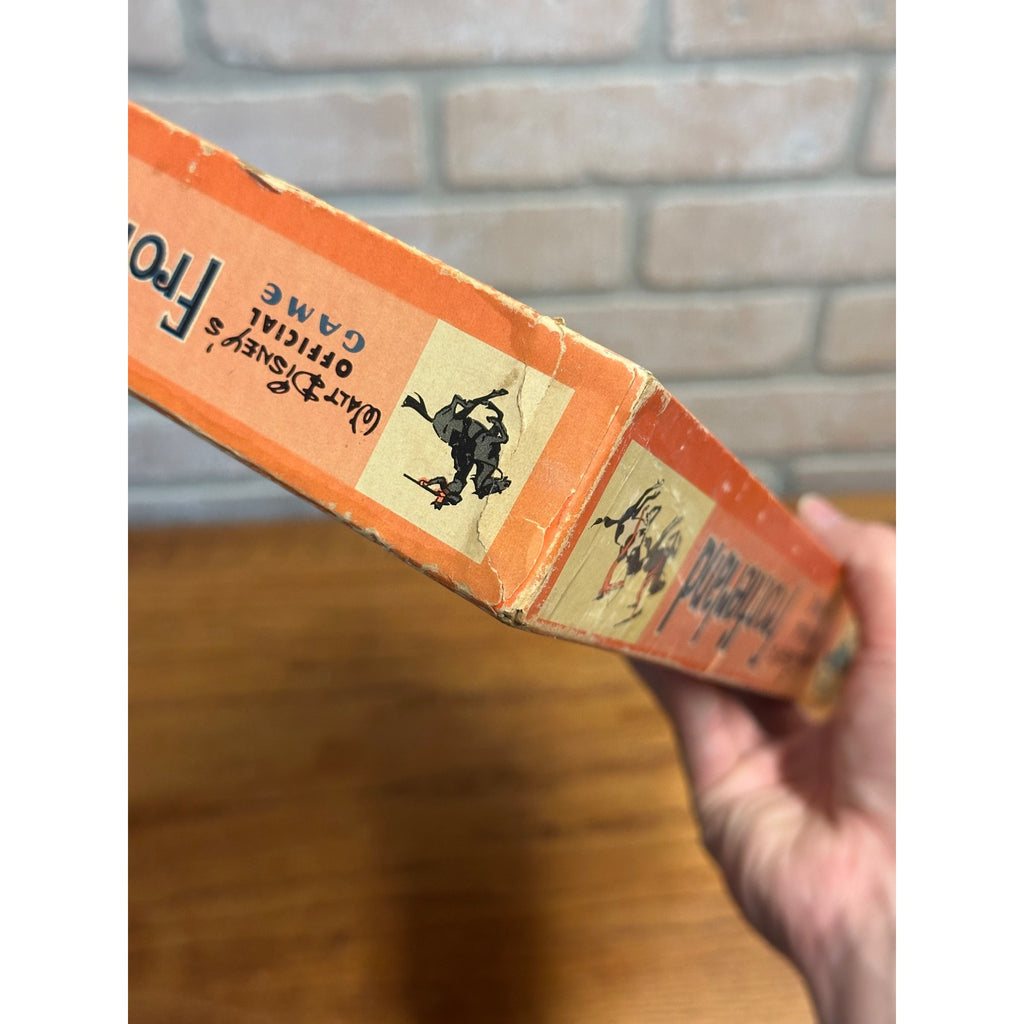 WALT DISNEY'S
OFFICIAL
GAME
Fro
Frontierland